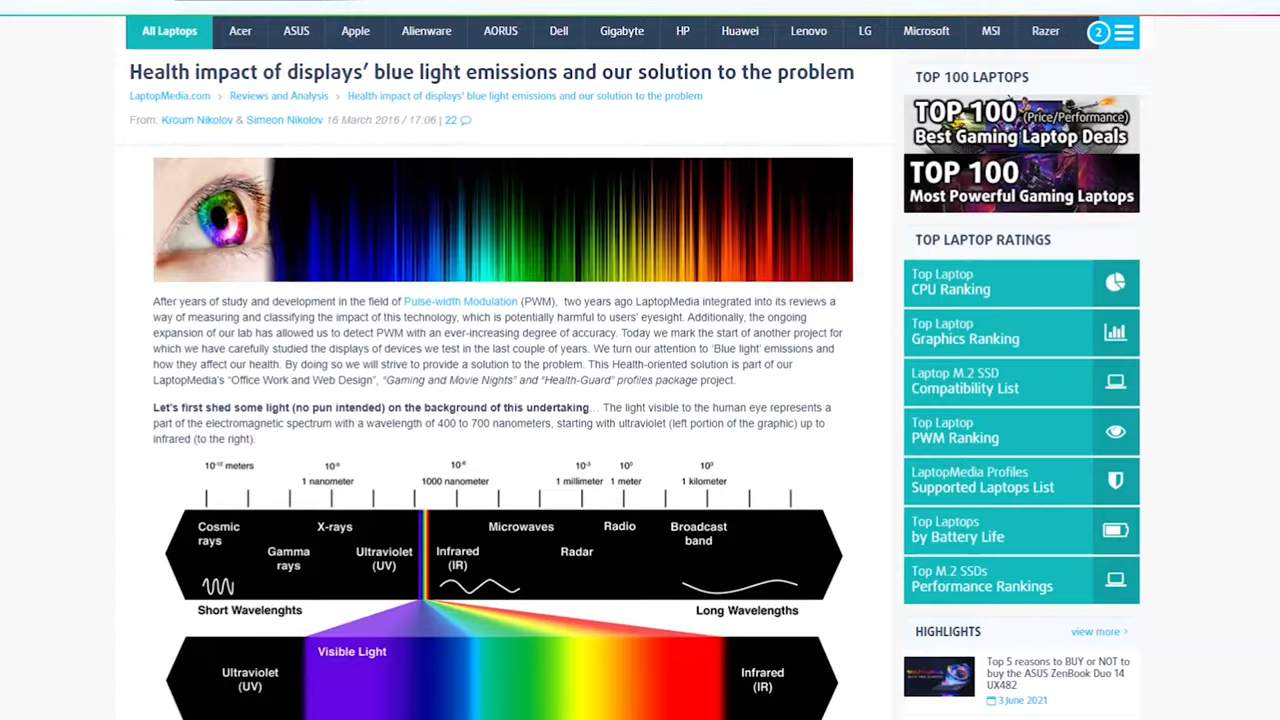 All Laptops Acer ASUS Apple Alienware AORUS Dell Gigabyte HP Huawei Lenovo LG Microsoft MSI Razer 2
Health impact of displays’ blue light emissions and our solution to the problem
LaptopMedia.com › Reviews and Analysis › Health impact of displays' blue light emissions and our solution to the problem
From: Kroum Nikolov & Simeon Nikolov 16 March 2016 / 17:06 | 22
After years of study and development in the field of Pulse-width Modulation (PWM), two years ago LaptopMedia integrated into its reviews a
way of measuring and classifying the impact of this technology, which is potentially harmful to users’ eyesight. Additionally, the ongoing
expansion of our lab has allowed us to detect PWM with an ever-increasing degree of accuracy. Today we mark the start of another project for
which we have carefully studied the displays of devices we test in the last couple of years. We turn our attention to ‘Blue light’ emissions and
how they affect our health. By doing so we will strive to provide a solution to the problem. This Health-oriented solution is part of our
LaptopMedia’s “Office Work and Web Design”, “Gaming and Movie Nights” and “Health-Guard” profiles package project.
Let’s first shed some light (no pun intended) on the background of this undertaking… The light visible to the human eye represents a
part of the electromagnetic spectrum with a wavelength of 400 to 700 nanometers, starting with ultraviolet (left portion of the graphic) up to
infrared (to the right).
10⁻¹² meters
10⁻⁹
1 nanometer
10⁻⁶
1000 nanometer
10⁻³
1 millimeter
10⁰
1 meter
10³
1 kilometer
Cosmic
rays
X-rays
Microwaves
Radio
Broadcast
band
Gamma
rays
Ultraviolet
(UV)
Infrared
(IR)
Radar
Short Wavelenghts
Long Wavelengths
Visible Light
Ultraviolet
(UV)
Infrared
(IR)
TOP 100 LAPTOPS
TOP 100 (Price/Performance)
Best Gaming Laptop Deals
TOP 100
Most Powerful Gaming Laptops
TOP LAPTOP RATINGS
Top Laptop
CPU Ranking
Top Laptop
Graphics Ranking
Laptop M.2 SSD
Compatibility List
Top Laptop
PWM Ranking
LaptopMedia Profiles
Supported Laptops List
Top Laptops
by Battery Life
Top M.2 SSDs
Performance Rankings
HIGHLIGHTS
view more ›
Top 5 reasons to BUY or NOT to
buy the ASUS ZenBook Duo 14
UX482
3 June 2021